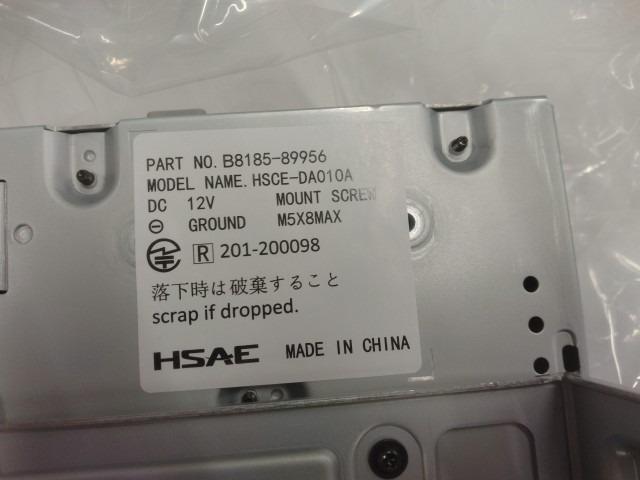 PART NO. B8185-89956
MODEL NAME. HSCE-DA010A
DC 12V MOUNT SCREW
⊖ GROUND M5X8MAX
R 201-200098
落下時は破棄すること
scrap if dropped.
HSAE MADE IN CHINA